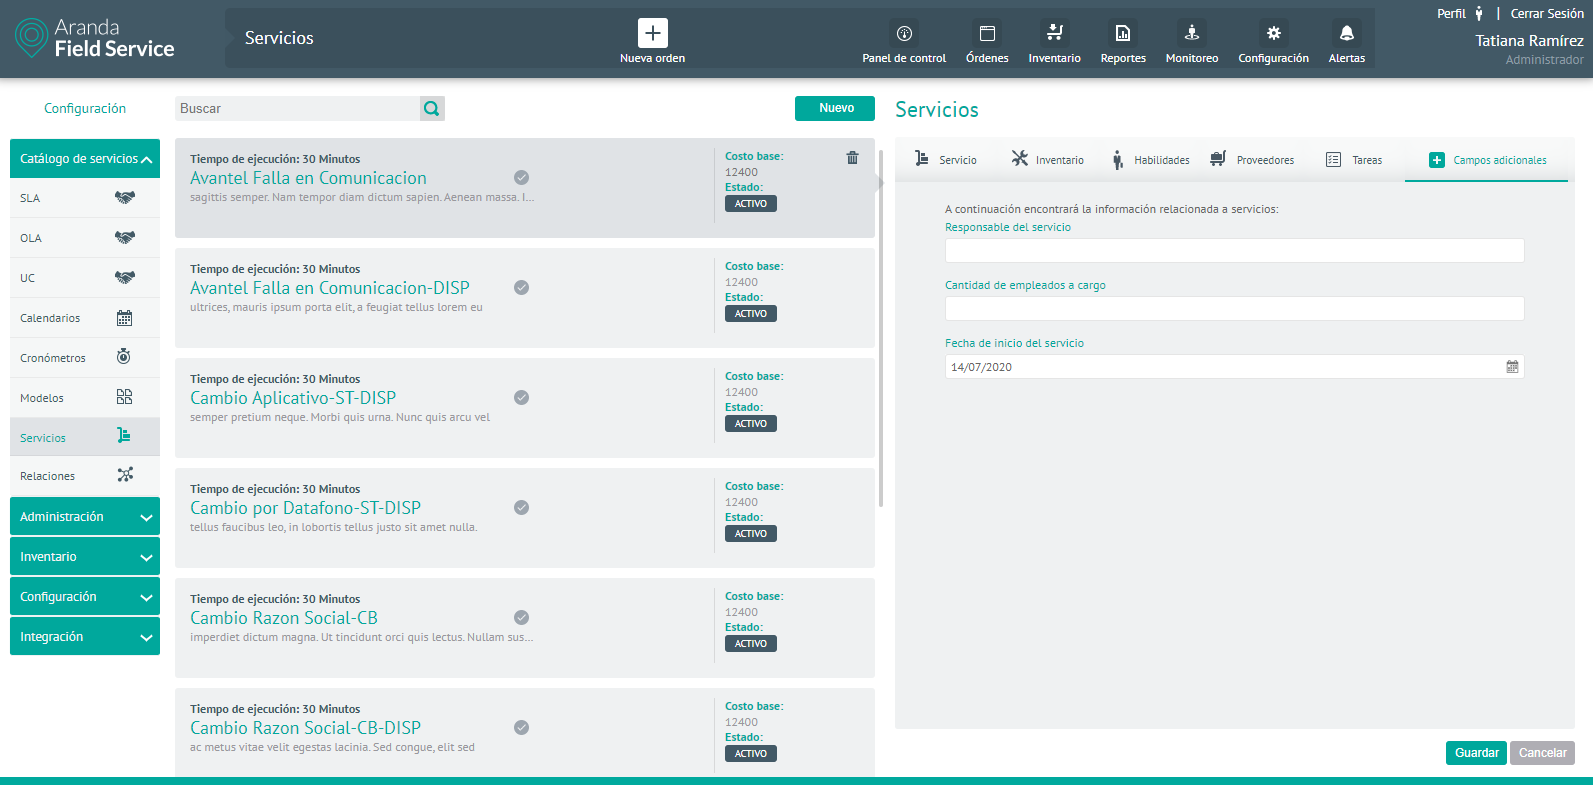 Aranda
Field Service
Servicios
Nueva orden
Panel de control
Órdenes
Inventario
Reportes
Monitoreo
Configuración
Alertas
Perfil | Cerrar Sesión
Tatiana Ramírez
Administrador
Configuración
Catálogo de servicios
SLA
OLA
UC
Calendarios
Cronómetros
Modelos
Servicios
Relaciones
Administración
Inventario
Configuración
Integración
Buscar
Nuevo
Tiempo de ejecución: 30 Minutos
Avantel Falla en Comunicacion
sagittis semper. Nam tempor diam dictum sapien. Aenean massa. I...
Costo base:
12400
Estado:
ACTIVO
Tiempo de ejecución: 30 Minutos
Avantel Falla en Comunicacion-DISP
ultrices, mauris ipsum porta elit, a feugiat tellus lorem eu
Costo base:
12400
Estado:
ACTIVO
Tiempo de ejecución: 30 Minutos
Cambio Aplicativo-ST-DISP
semper pretium neque. Morbi quis urna. Nunc quis arcu vel
Costo base:
12400
Estado:
ACTIVO
Tiempo de ejecución: 30 Minutos
Cambio por Datafono-ST-DISP
tellus faucibus leo, in lobortis tellus justo sit amet nulla.
Costo base:
12400
Estado:
ACTIVO
Tiempo de ejecución: 30 Minutos
Cambio Razon Social-CB
imperdiet dictum magna. Ut tincidunt orci quis lectus. Nullam sus...
Costo base:
12400
Estado:
ACTIVO
Tiempo de ejecución: 30 Minutos
Cambio Razon Social-CB-DISP
ac metus vitae velit egestas lacinia. Sed congue, elit sed
Costo base:
12400
Estado:
ACTIVO
Servicios
Servicio
Inventario
Habilidades
Proveedores
Tareas
Campos adicionales
A continuación encontrará la información relacionada a servicios:
Responsable del servicio
Cantidad de empleados a cargo
Fecha de inicio del servicio
14/07/2020
Guardar
Cancelar